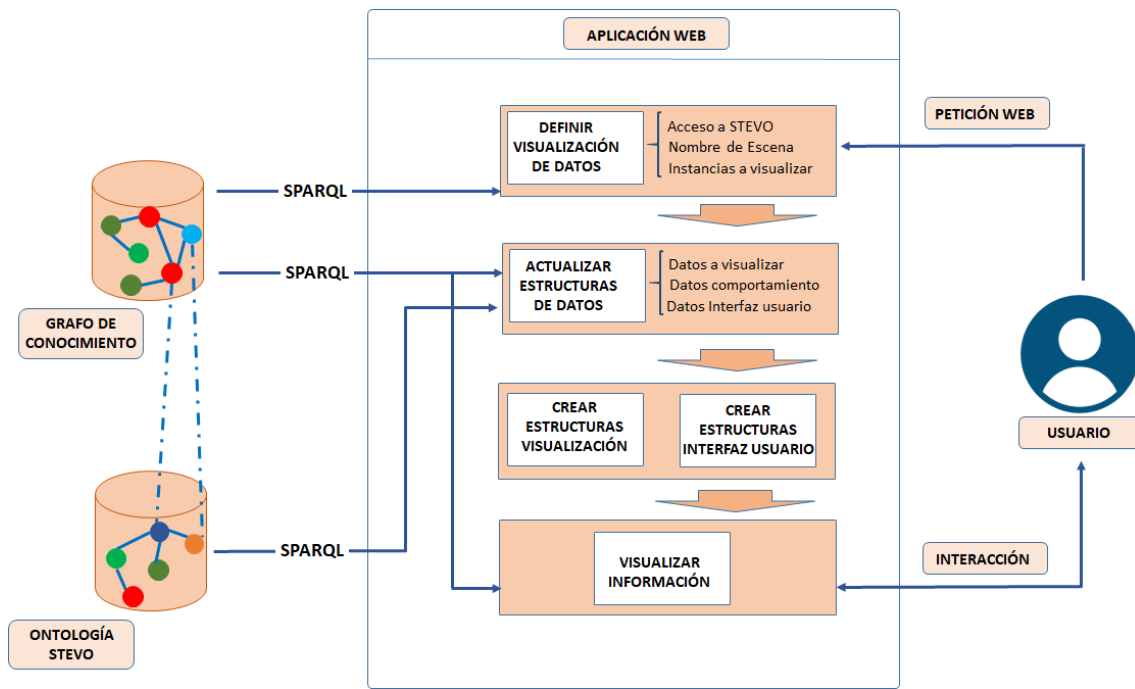 APLICACIÓN WEB
DEFINIR
VISUALIZACIÓN
DE DATOS
Acceso a STEVO
Nombre de Escena
Instancias a visualizar
PETICIÓN WEB
SPARQL
GRAFO DE
CONOCIMIENTO
SPARQL
ACTUALIZAR
ESTRUCTURAS
DE DATOS
Datos a visualizar
Datos comportamiento
Datos Interfaz usuario
CREAR
ESTRUCTURAS
VISUALIZACIÓN
CREAR
ESTRUCTURAS
INTERFAZ USUARIO
USUARIO
SPARQL
VISUALIZAR
INFORMACIÓN
INTERACCIÓN
ONTOLOGÍA
STEVO